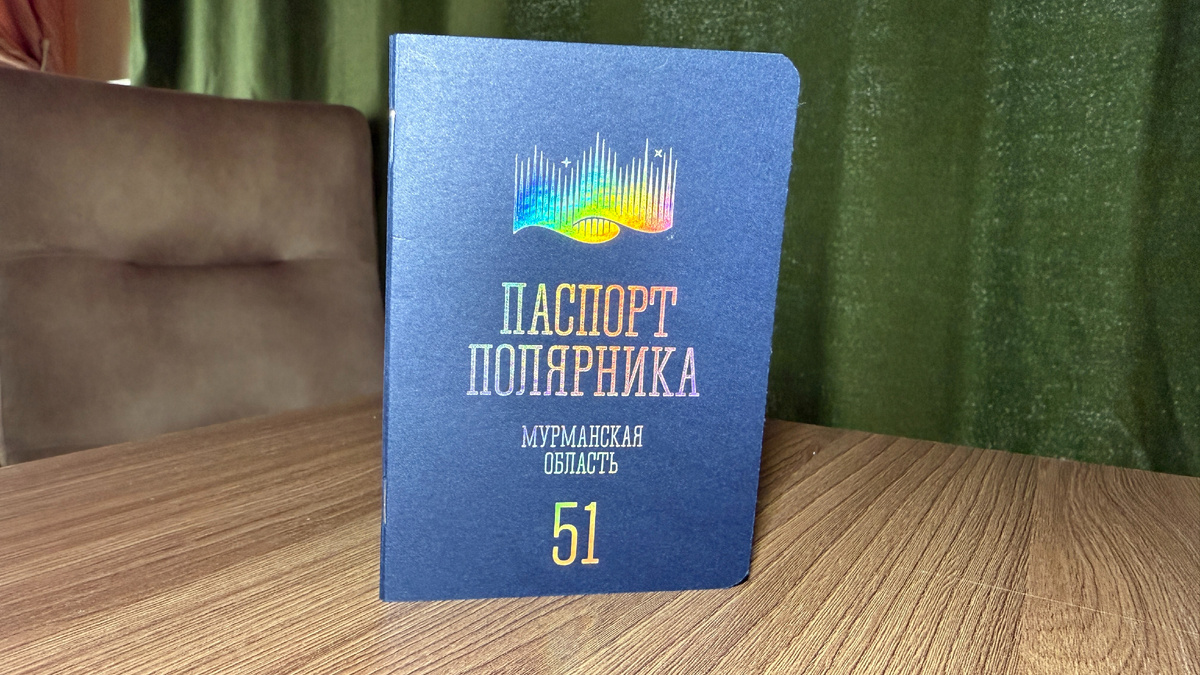 ПАСПОРТ
ПОЛЯРНИКА
МУРМАНСКАЯ
ОБЛАСТЬ
51